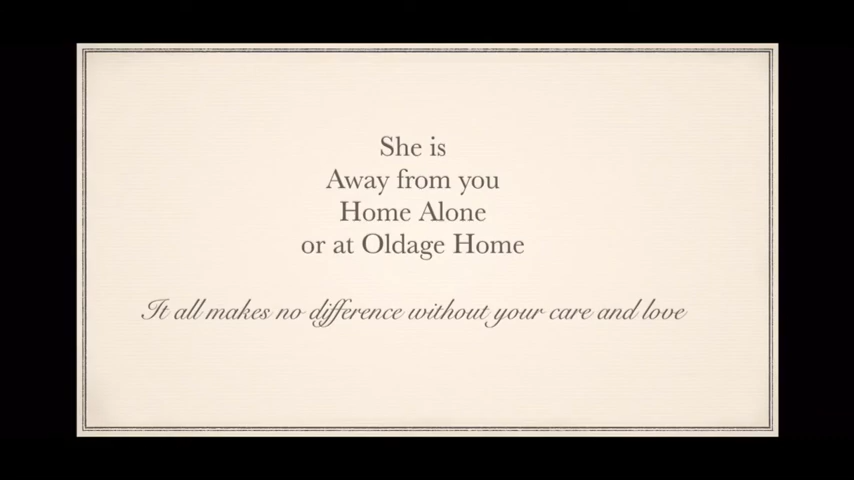 She is
Away from you
Home Alone
or at Oldage Home
It all makes no difference without your care and love